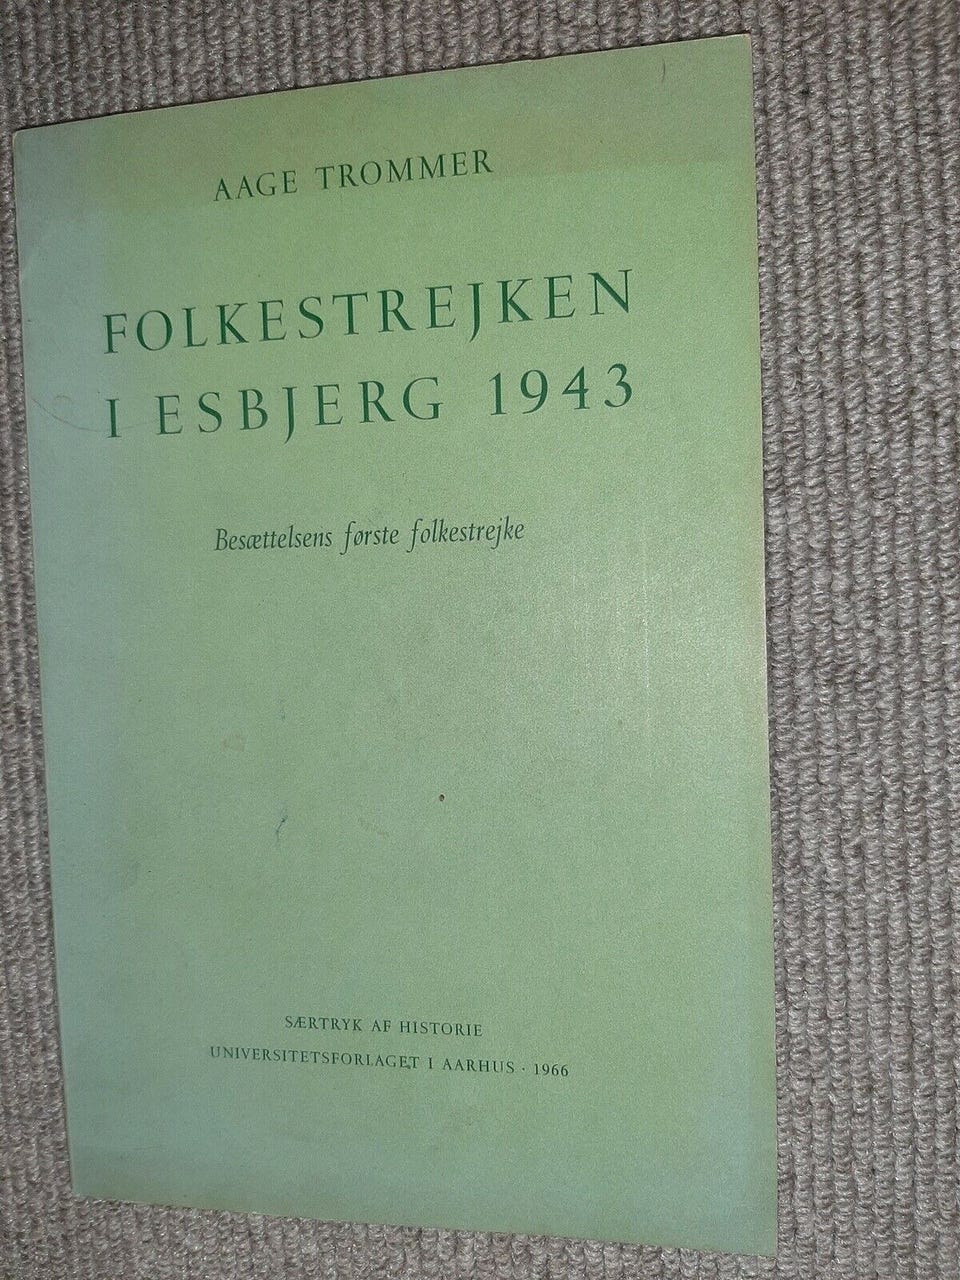 AAGE TROMMER
FOLKESTREJKEN
I ESBJERG 1943
Besættelsens første folkestrejke
SÆRTRYK AF HISTORIE
UNIVERSITETSFORLAGET I AARHUS · 1966